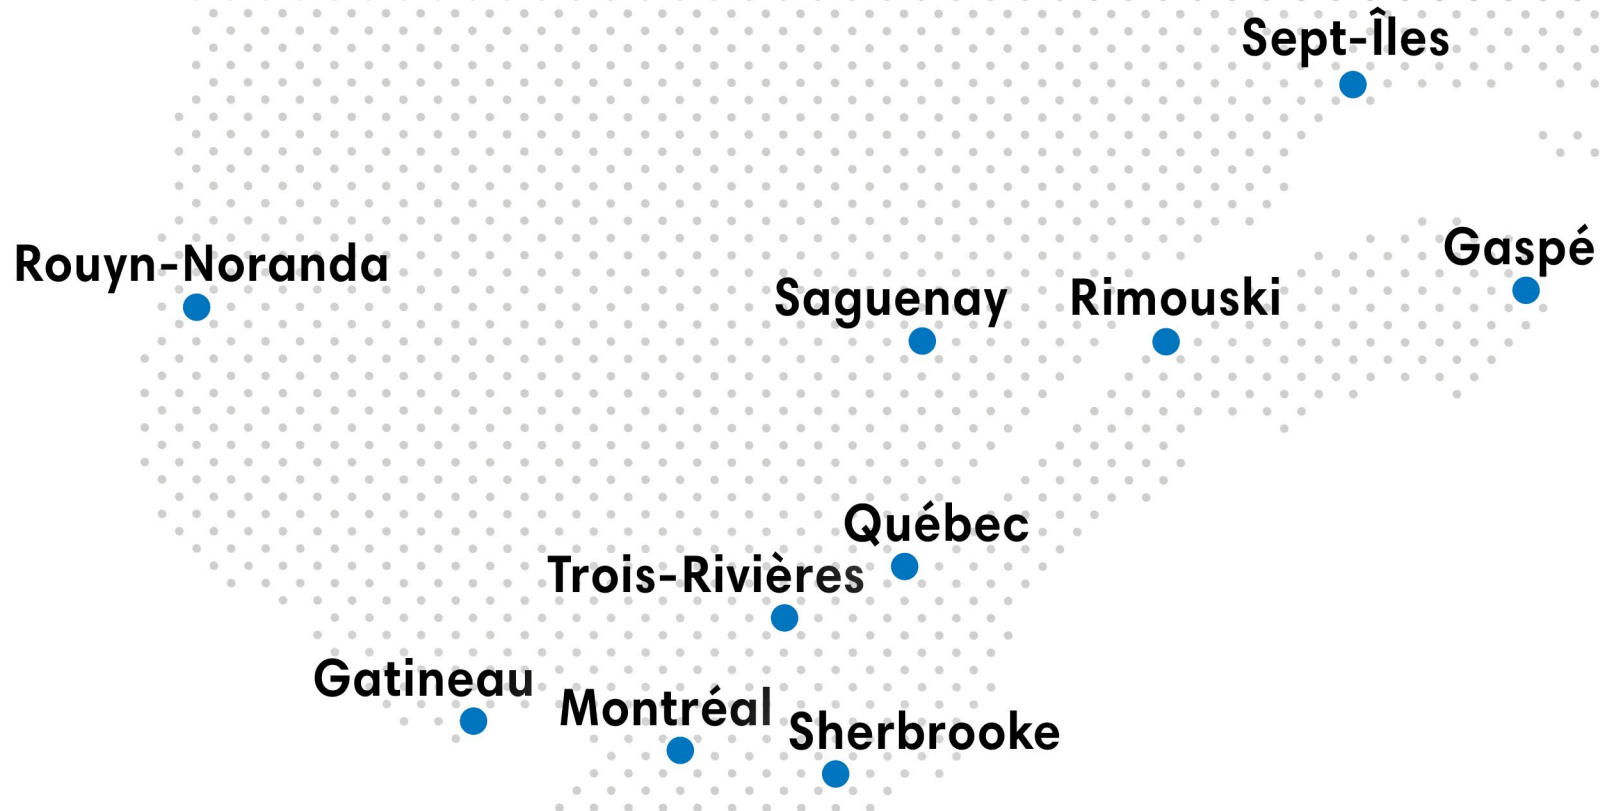 Sept-Îles
Gaspé
Rouyn-Noranda
Saguenay
Rimouski
Québec
Trois-Rivières
Gatineau
Montréal
Sherbrooke